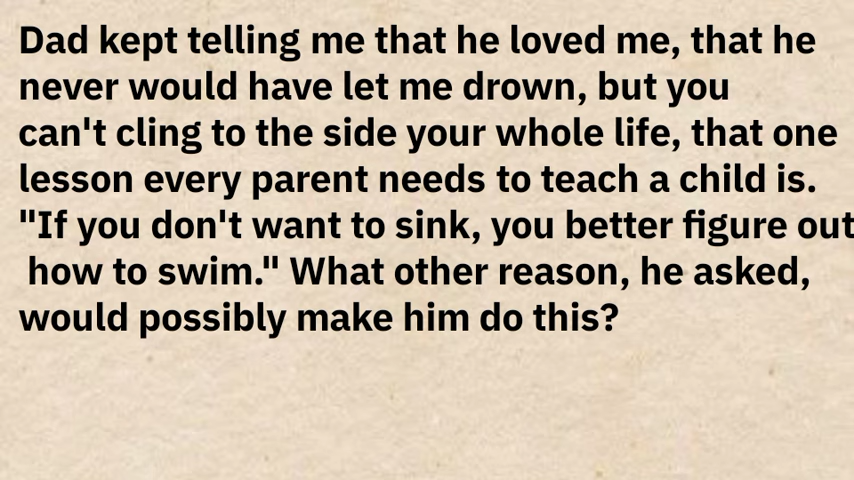 Dad kept telling me that he loved me, that he
never would have let me drown, but you
can't cling to the side your whole life, that one
lesson every parent needs to teach a child is.
"If you don't want to sink, you better figure out
how to swim." What other reason, he asked,
would possibly make him do this?